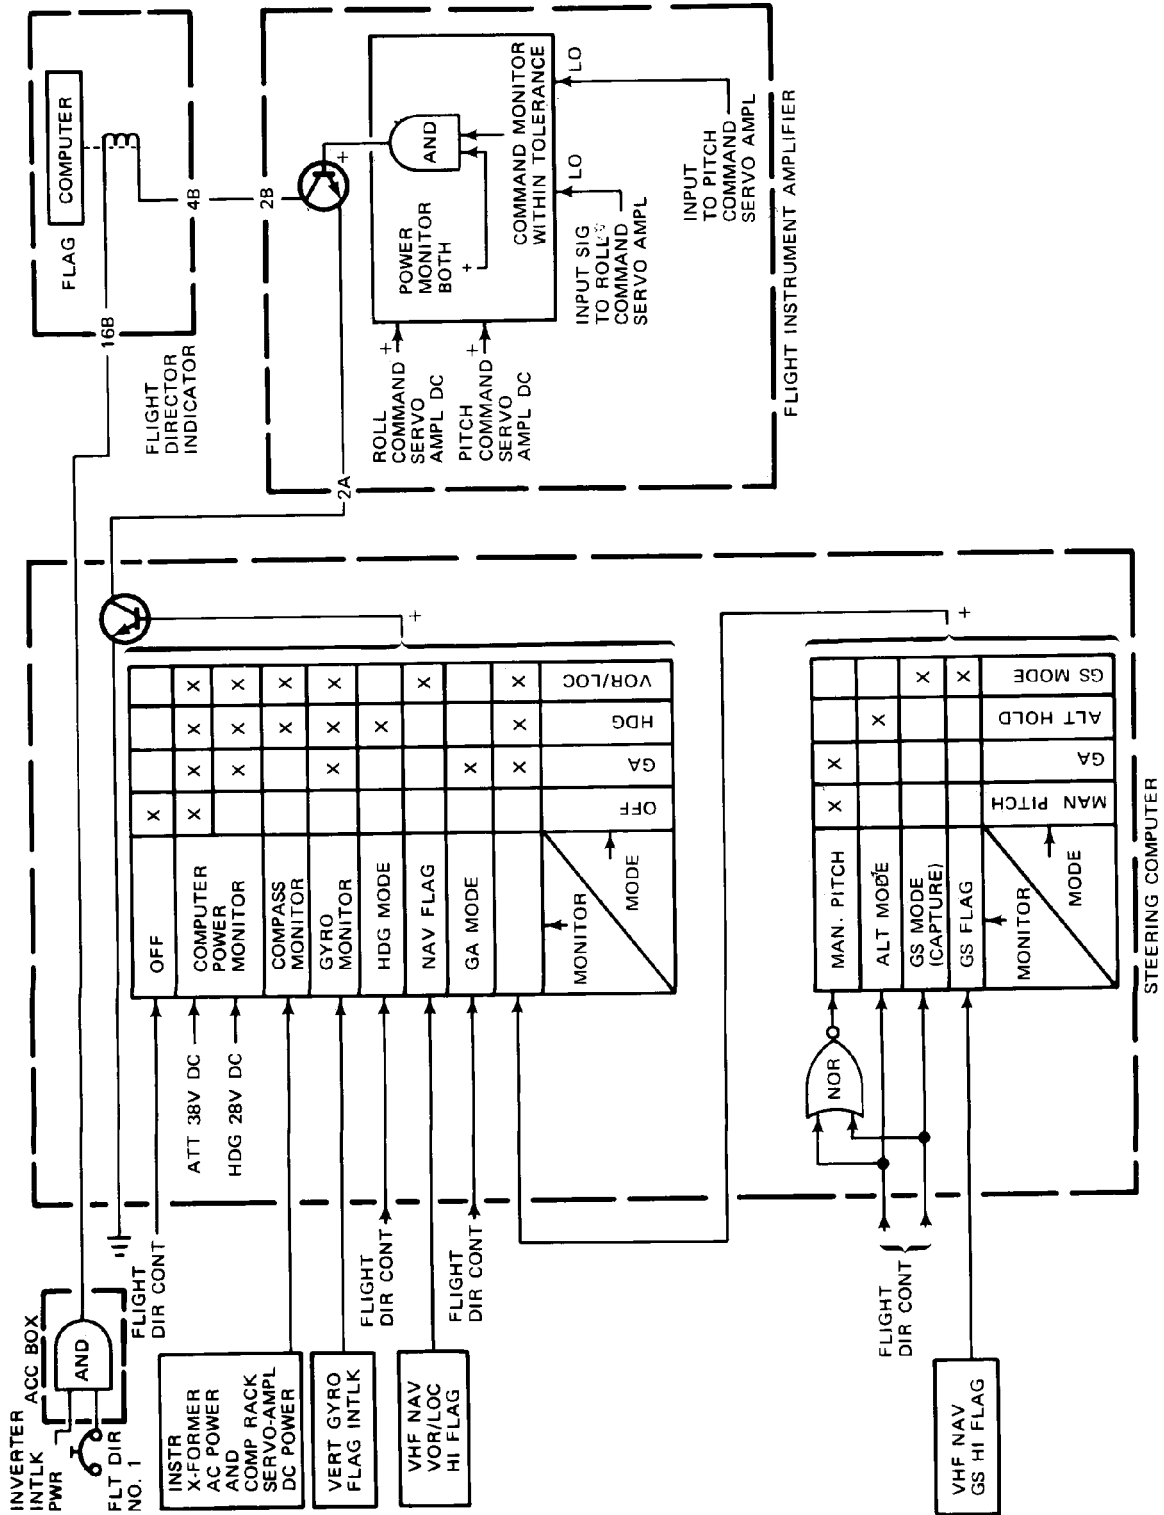 INVERTER
INTLK
PWR
ACC BOX
AND
FLT DIR
NO. 1
FLIGHT
DIR CONT
INSTR
X-FORMER
AC POWER
AND
COMP RACK
SERVO-AMPL
DC POWER
VERT GYRO
FLAG INTLK
VHF NAV
VOR/LOC
HI FLAG
FLIGHT
DIR CONT
FLIGHT
DIR CONT
FLIGHT
DIR CONT
VHF NAV
GS HI FLAG
ATT 38V DC
HDG 28V DC
OFF
COMPUTER
POWER
MONITOR
COMPASS
MONITOR
GYRO
MONITOR
HDG MODE
NAV FLAG
GA MODE
MONITOR
MODE
OFF
GA
HDG
VOR/LOC
X
X X X X
X X X
X X
X X X
X
X
X
X X X
+
NOR
MAN. PITCH
ALT MODE
GS MODE
(CAPTURE)
GS FLAG
MONITOR
MODE
MAN PITCH
GA
ALT HOLD
GS MODE
X X
X
X
X
+
STEERING COMPUTER
FLIGHT
DIRECTOR
INDICATOR
16B
FLAG
COMPUTER
4B
2B
2A
+
ROLL
COMMAND +
SERVO
AMPL DC
PITCH
COMMAND +
SERVO
AMPL DC
POWER
MONITOR
BOTH
+
AND
COMMAND MONITOR
WITHIN TOLERANCE
LO
LO
INPUT SIG
TO ROLL
COMMAND
SERVO AMPL
INPUT
TO PITCH
COMMAND
SERVO AMPL
FLIGHT INSTRUMENT AMPLIFIER